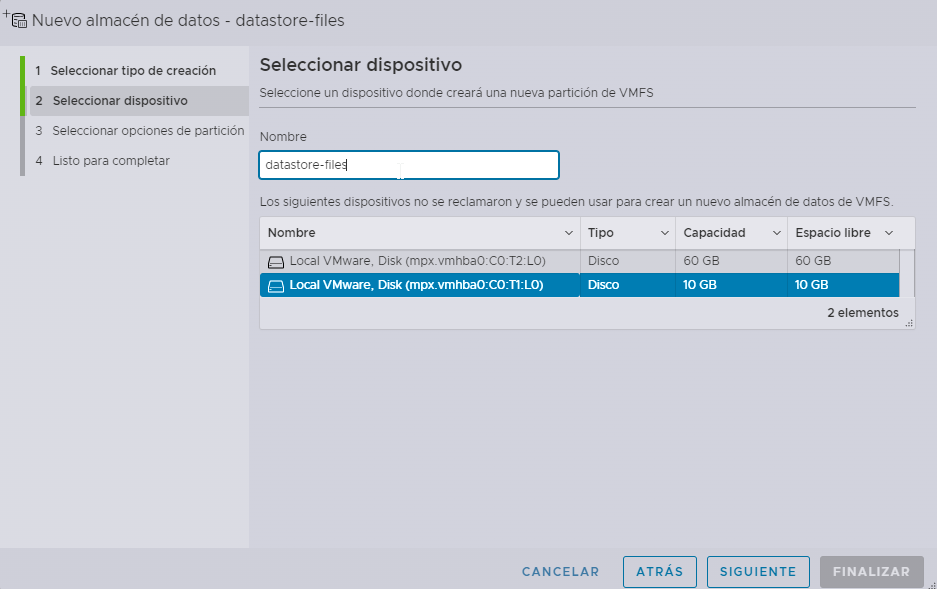 Nuevo almacén de datos - datastore-files
1 Seleccionar tipo de creación
2 Seleccionar dispositivo
3 Seleccionar opciones de partición
4 Listo para completar
Seleccionar dispositivo
Seleccione un dispositivo donde creará una nueva partición de VMFS
Nombre
datastore-files
Los siguientes dispositivos no se reclamaron y se pueden usar para crear un nuevo almacén de datos de VMFS.
Nombre Tipo Capacidad Espacio libre
Local VMware, Disk (mpx.vmhba0:C0:T2:L0) Disco 60 GB 60 GB
Local VMware, Disk (mpx.vmhba0:C0:T1:L0) Disco 10 GB 10 GB
2 elementos
CANCELAR ATRÁS SIGUIENTE FINALIZAR